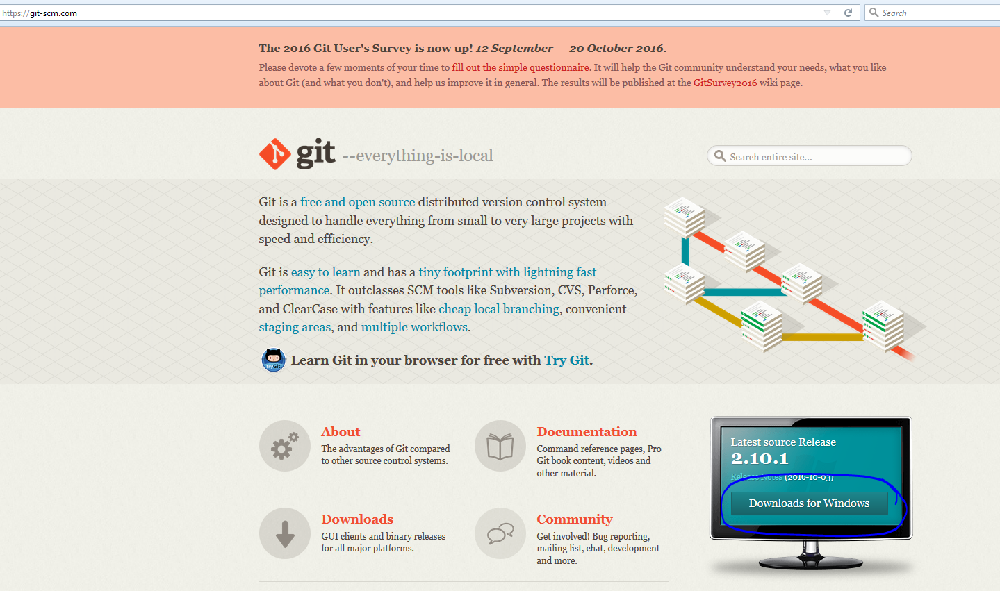 https://git-scm.com
Search
The 2016 Git User's Survey is now up! 12 September — 20 October 2016.
Please devote a few moments of your time to fill out the simple questionnaire. It will help the Git community understand your needs, what you like
about Git (and what you don't), and help us improve it in general. The results will be published at the GitSurvey2016 wiki page.
git --everything-is-local
Search entire site...
Git is a free and open source distributed version control system
designed to handle everything from small to very large projects with
speed and efficiency.
Git is easy to learn and has a tiny footprint with lightning fast
performance. It outclasses SCM tools like Subversion, CVS, Perforce,
and ClearCase with features like cheap local branching, convenient
staging areas, and multiple workflows.
tryGit
Learn Git in your browser for free with Try Git.
About
The advantages of Git compared
to other source control systems.
Documentation
Command reference pages, Pro
Git book content, videos and
other material.
Downloads
GUI clients and binary releases
for all major platforms.
Community
Get involved! Bug reporting,
mailing list, chat, development
and more.
Latest source Release
2.10.1
Release Notes (2016-10-03)
Downloads for Windows